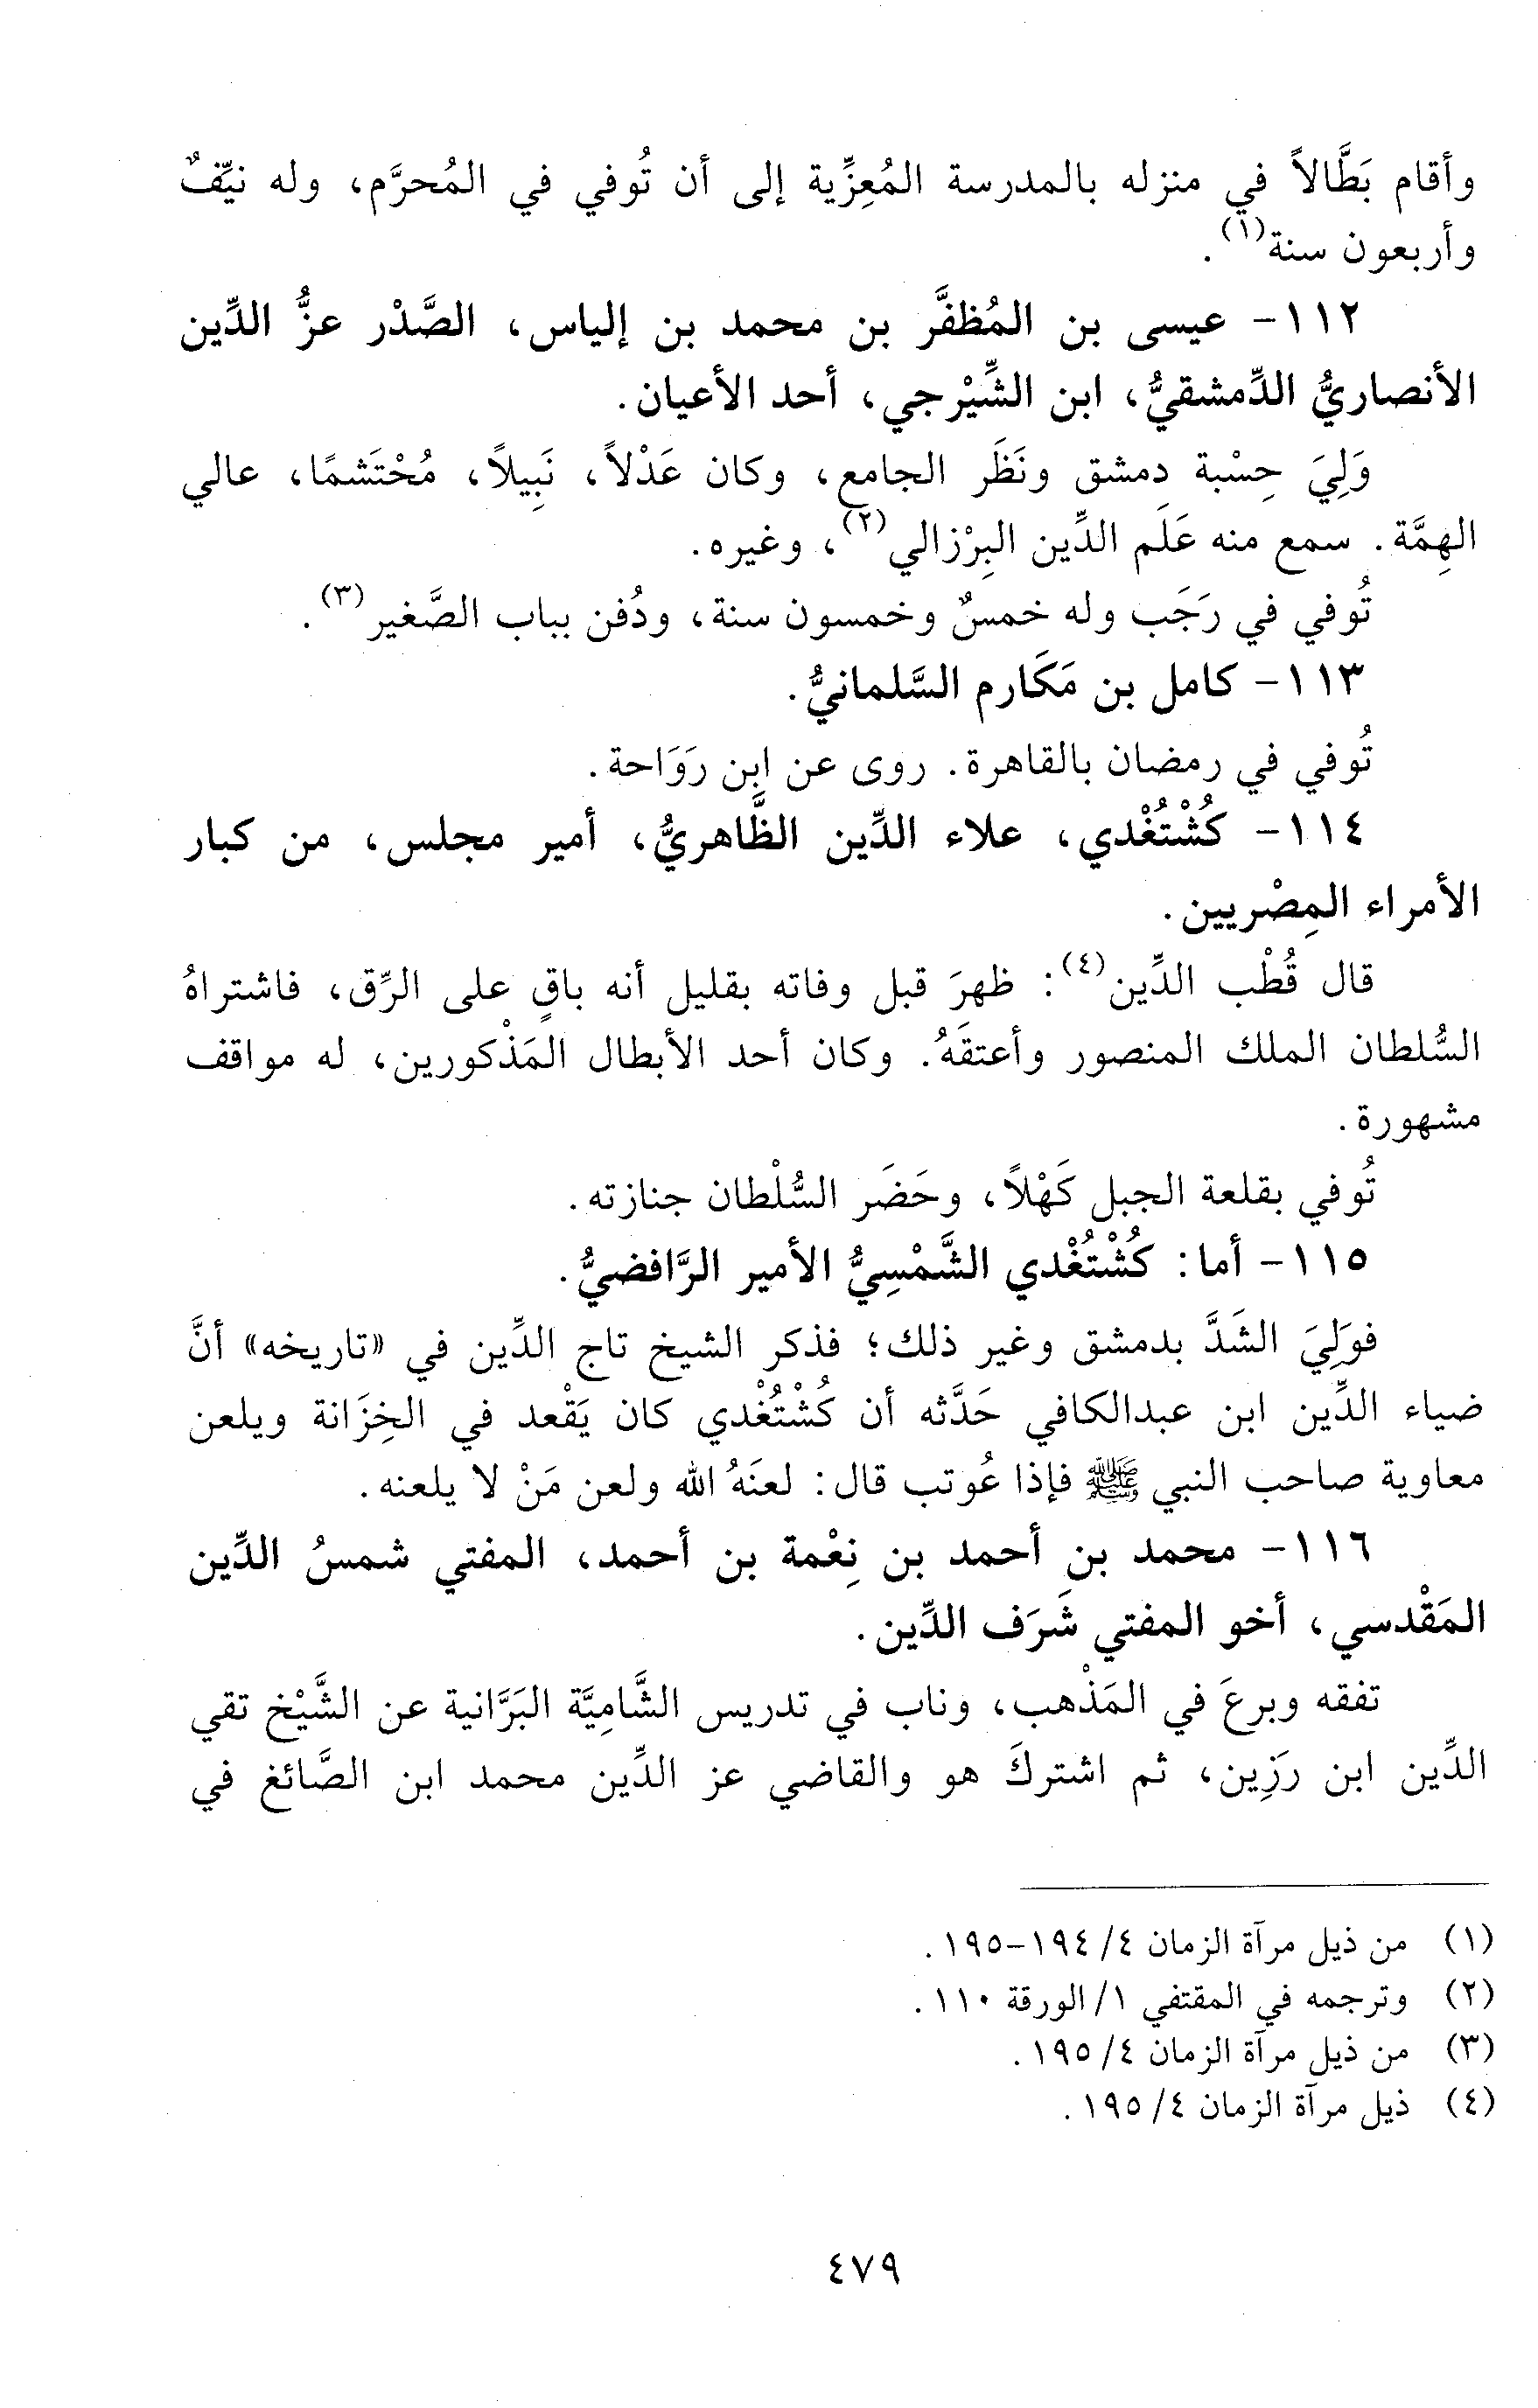 وأقام بَطَّالاً في منزله بالمدرسة المُعِزِّية إلى أن تُوفي في المُحرَّم، وله نيِّفٌ
وأربعون سنة(١).
١١٢- عيسى بن المُظفَّر بن محمد بن إلياس، الصَّدْر عزُّ الدِّين
الأنصاريُّ الدِّمشقيُّ، ابن الشِّيْرجي، أحد الأعيان.
وَلِيَ حِسْبة دمشق ونَظَر الجامع، وكان عَدْلاً، نَبِيلاً، مُحْتَشمًا، عالي
الهِمَّة. سمع منه عَلَم الدِّين البِرْزالي(٢)، وغيره.
تُوفي في رَجَب وله خمسٌ وخمسون سنة، ودُفن بباب الصَّغير(٣).
١١٣- كامل بن مَكَارم السَّلمانيُّ.
تُوفي في رمضان بالقاهرة. روى عن ابن رَوَاحة.
١١٤- كُشْتُغْدي، علاء الدِّين الظَّاهريُّ، أمير مجلس، من كبار
الأمراء المِصْريين.
قال قُطْب الدِّين(٤): ظهرَ قبل وفاته بقليل أنه باقٍ على الرِّق، فاشتراهُ
السُّلطان الملك المنصور وأعتقَهُ. وكان أحد الأبطال المَذْكورين، له مواقف
مشهورة.
تُوفي بقلعة الجبل كَهْلاً، وحَضَر السُّلْطان جنازته.
١١٥- أما: كُشْتُغْدي الشَّمْسِيُّ الأمير الرَّافضيُّ.
فوَلِيَ الشَدَّ بدمشق وغير ذلك؛ فذكر الشيخ تاج الدِّين في «تاريخه» أنَّ
ضياء الدِّين ابن عبدالكافي حَدَّثه أن كُشْتُغْدي كان يَقْعد في الخِزَانة ويلعن
معاوية صاحب النبي ﷺ فإذا عُوتب قال: لعنَهُ الله ولعن مَنْ لا يلعنه.
١١٦- محمد بن أحمد بن نِعْمة بن أحمد، المفتي شمسُ الدِّين
المَقْدسي، أخو المفتي شَرَف الدِّين.
تفقه وبرعَ في المَذْهب، وناب في تدريس الشَّامِيَّة البَرَّانية عن الشَّيْخ تقي
الدِّين ابن رَزِين، ثم اشتركَ هو والقاضي عز الدِّين محمد ابن الصَّائغ في
(١) من ذيل مرآة الزمان ٤/ ١٩٤-١٩٥.
(٢) وترجمه في المقتفي ١/ الورقة ١١٠.
(٣) من ذيل مرآة الزمان ٤/ ١٩٥.
(٤) ذيل مرآة الزمان ٤/ ١٩٥.
٤٧٩